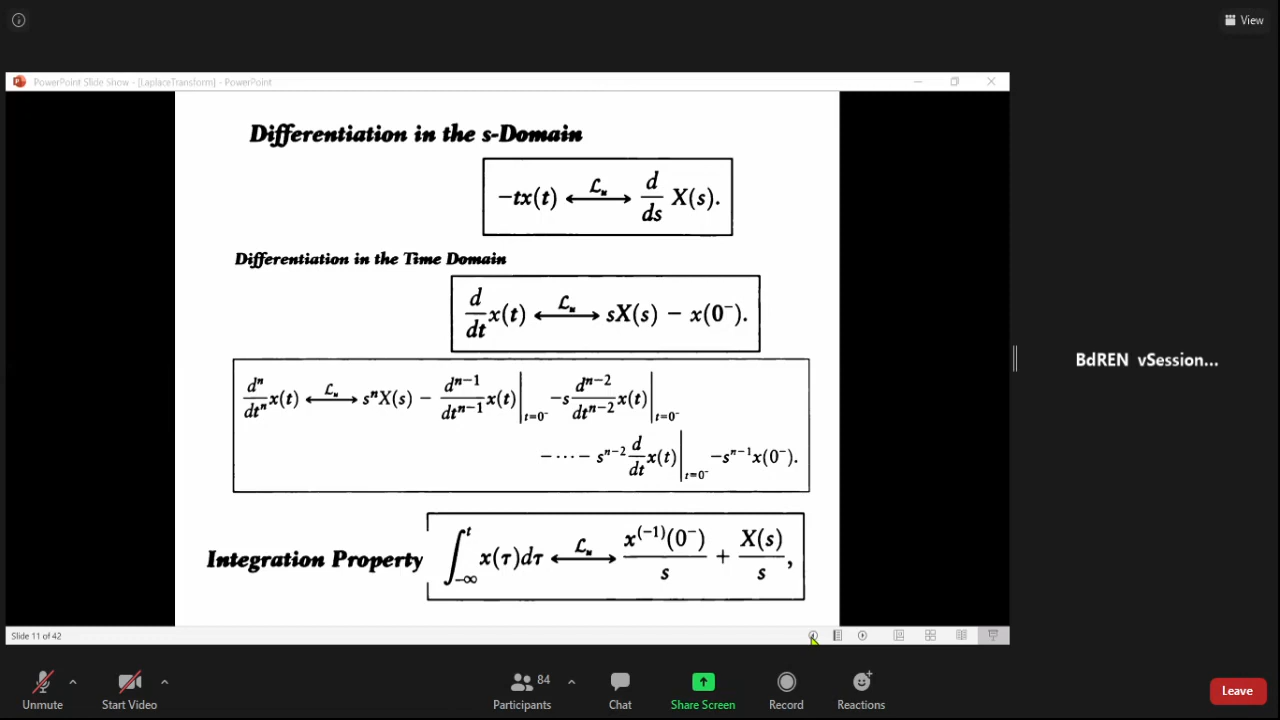 View
PowerPoint Slide Show - [LaplaceTransform] - PowerPoint
Differentiation in the s-Domain
−tx(t) ←ℒᵤ→ d/ds X(s).
Differentiation in the Time Domain
d/dt x(t) ←ℒᵤ→ sX(s) − x(0⁻).
dⁿ/dtⁿ x(t) ←ℒᵤ→ sⁿX(s) − dⁿ⁻¹/dtⁿ⁻¹ x(t)|ₜ₌₀⁻ −s dⁿ⁻²/dtⁿ⁻² x(t)|ₜ₌₀⁻
− ··· − sⁿ⁻² d/dt x(t)|ₜ₌₀⁻ −sⁿ⁻¹x(0⁻).
Integration Property ∫₋∞ᵗ x(τ)dτ ←ℒᵤ→ x⁽⁻¹⁾(0⁻)/s + X(s)/s,
BdREN vSession...
Slide 11 of 42
84
Unmute Start Video Participants Chat Share Screen Record Reactions Leave